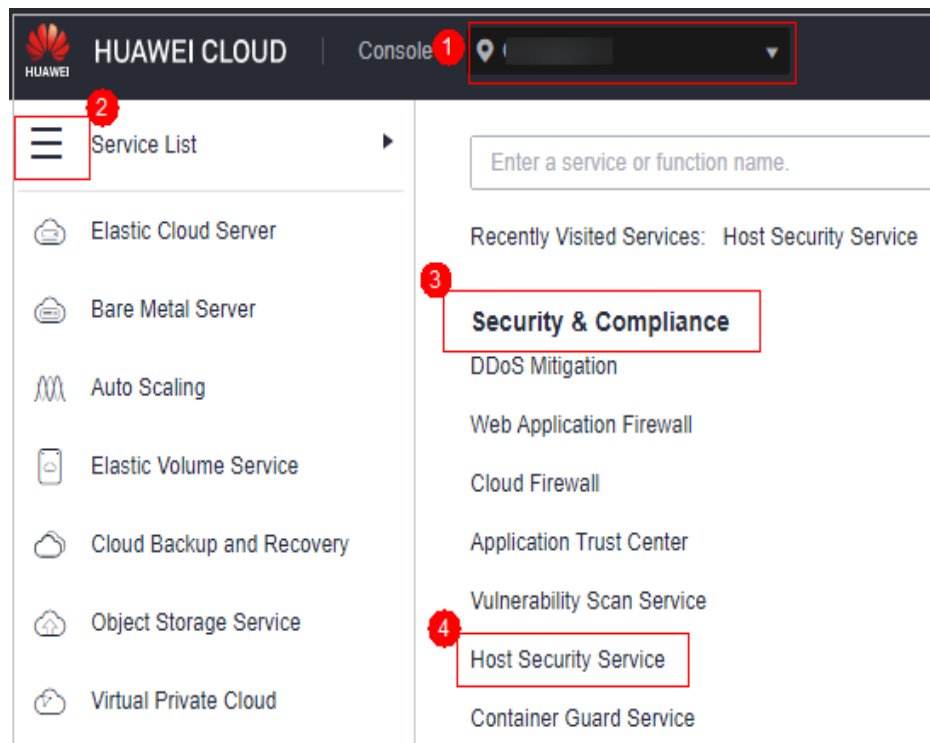 HUAWEI
HUAWEI CLOUD
Console
1
2
Service List
Elastic Cloud Server
Bare Metal Server
Auto Scaling
Elastic Volume Service
Cloud Backup and Recovery
Object Storage Service
Virtual Private Cloud
Enter a service or function name.
Recently Visited Services: Host Security Service
3
Security & Compliance
DDoS Mitigation
Web Application Firewall
Cloud Firewall
Application Trust Center
Vulnerability Scan Service
4
Host Security Service
Container Guard Service